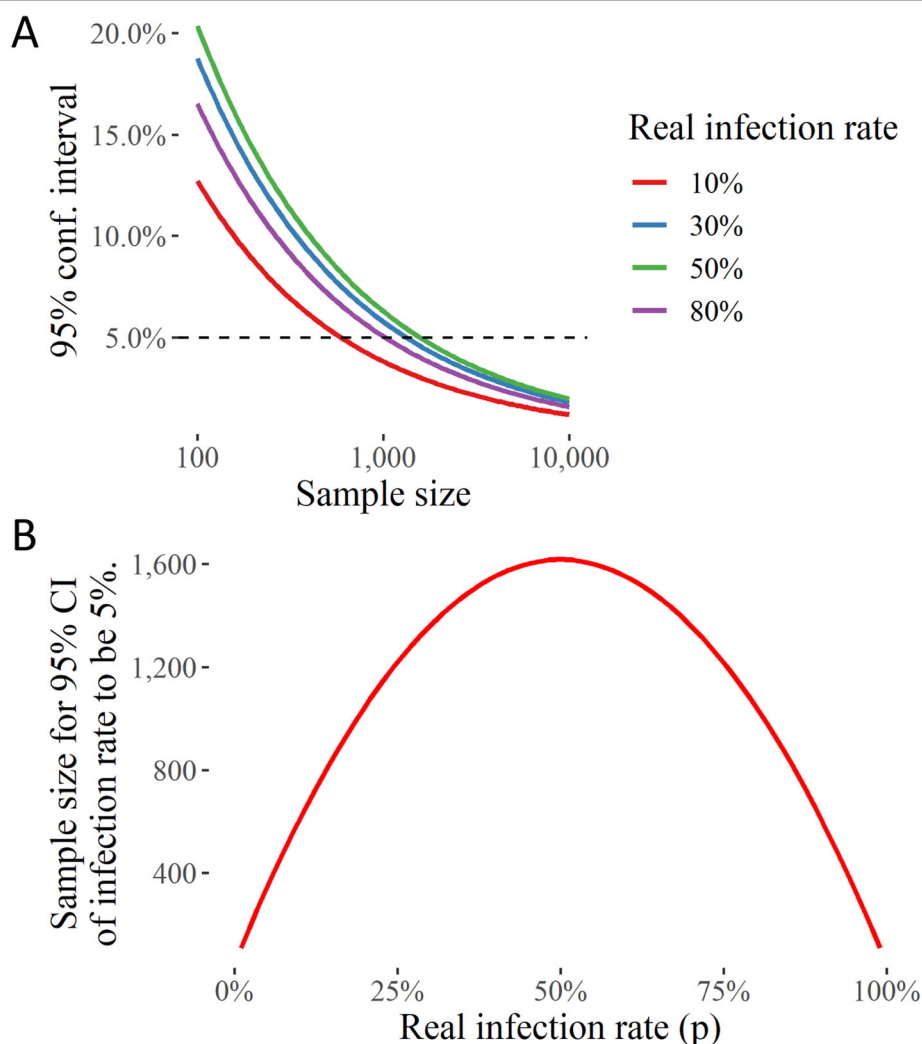 A
20.0%
15.0%
10.0%
5.0%
95% conf. interval
100
1,000
10,000
Sample size
Real infection rate
10%
30%
50%
80%
B
1,600
1,200
800
400
Sample size for 95% CI
of infection rate to be 5%.
0%
25%
50%
75%
100%
Real infection rate (p)